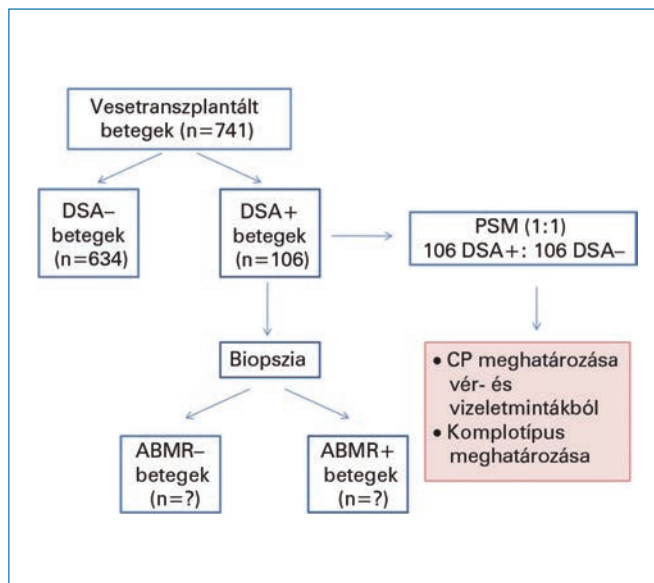 Vesetranszplantált
betegek (n=741)
DSA–
betegek
(n=634)
DSA+
betegek
(n=106)
PSM (1:1)
106 DSA+: 106 DSA–
Biopszia
• CP meghatározása
vér- és
vizeletmintákból
• Komplotípus
meghatározása
ABMR–
betegek
(n=?)
ABMR+
betegek
(n=?)